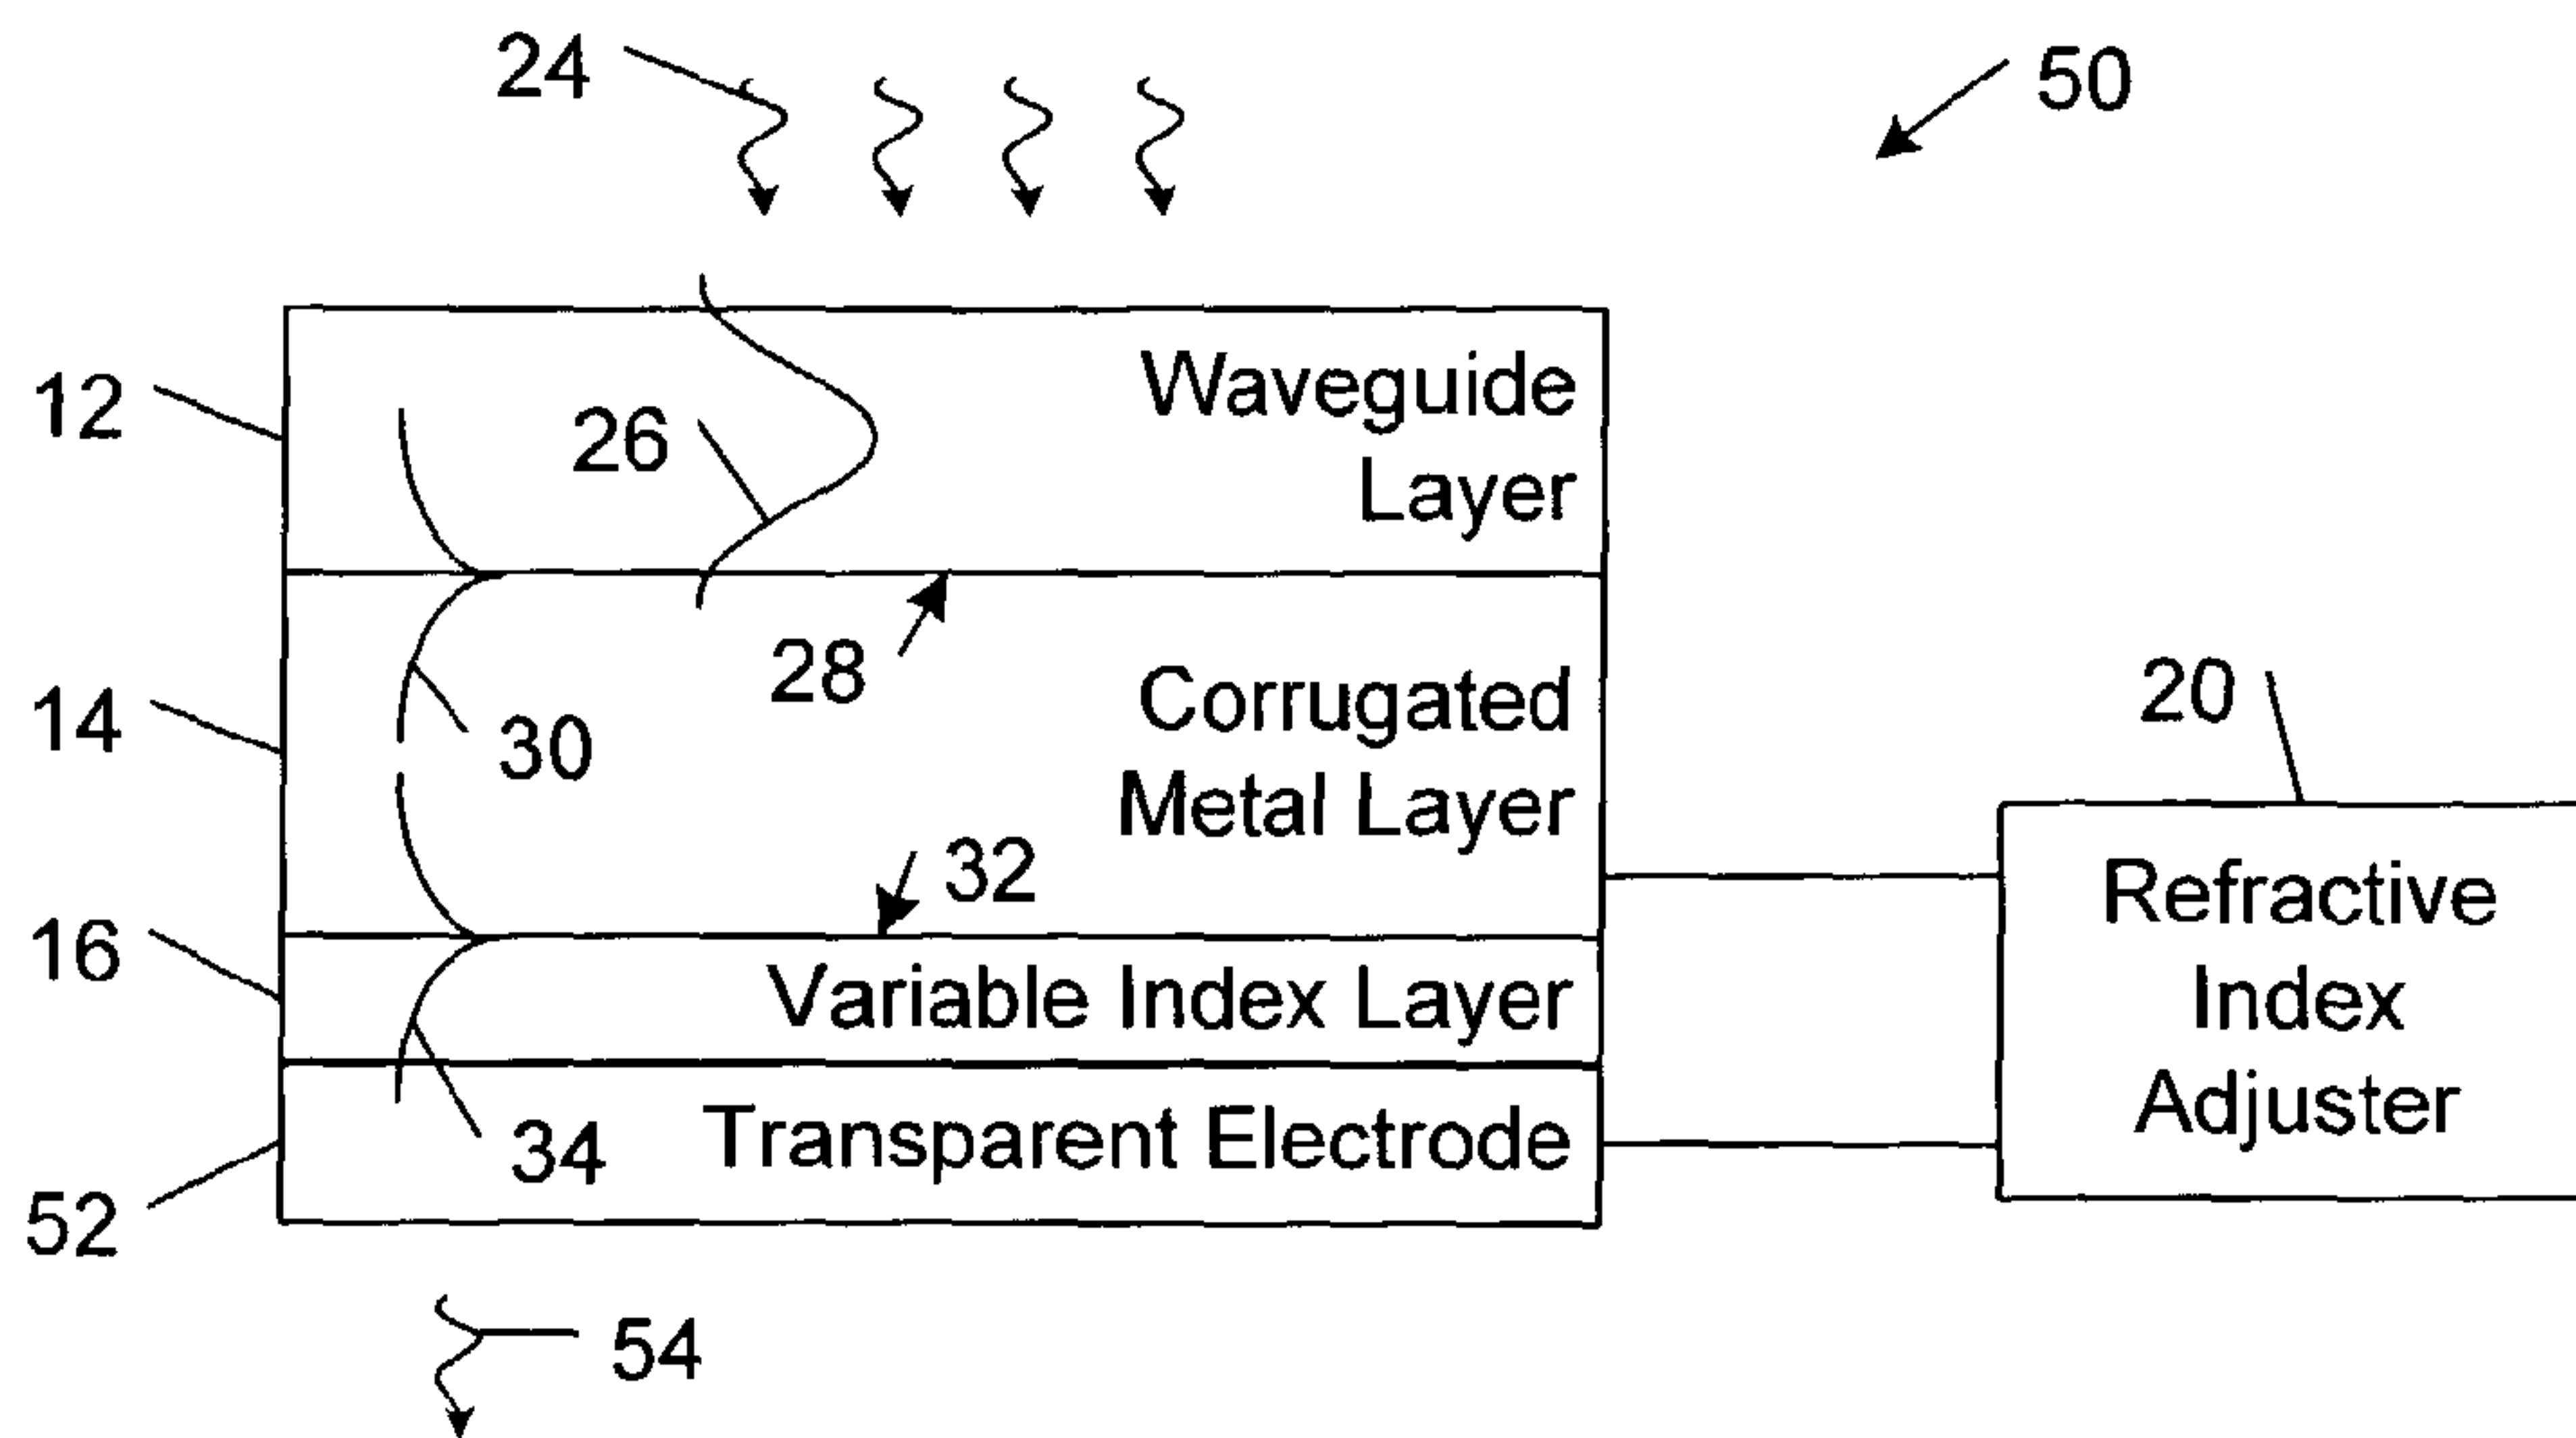 24
50
12
26
Waveguide
Layer
28
14
30
Corrugated
Metal Layer
20
32
16
Variable Index Layer
Refractive
Index
Adjuster
34
Transparent Electrode
52
54